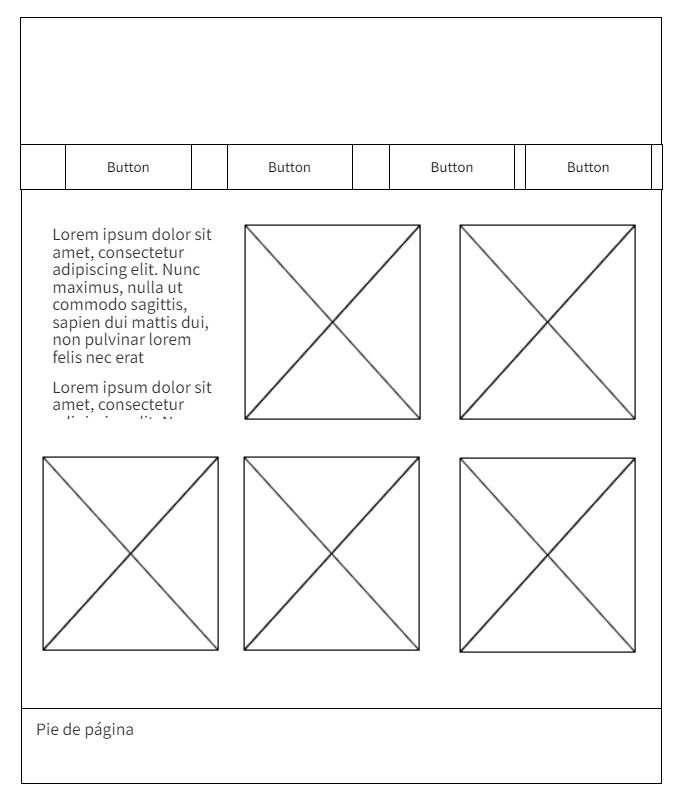 Button
Button
Button
Button
Lorem ipsum dolor sit
amet, consectetur
adipiscing elit. Nunc
maximus, nulla ut
commodo sagittis,
sapien dui mattis dui,
non pulvinar lorem
felis nec erat
Lorem ipsum dolor sit
amet, consectetur
Pie de página